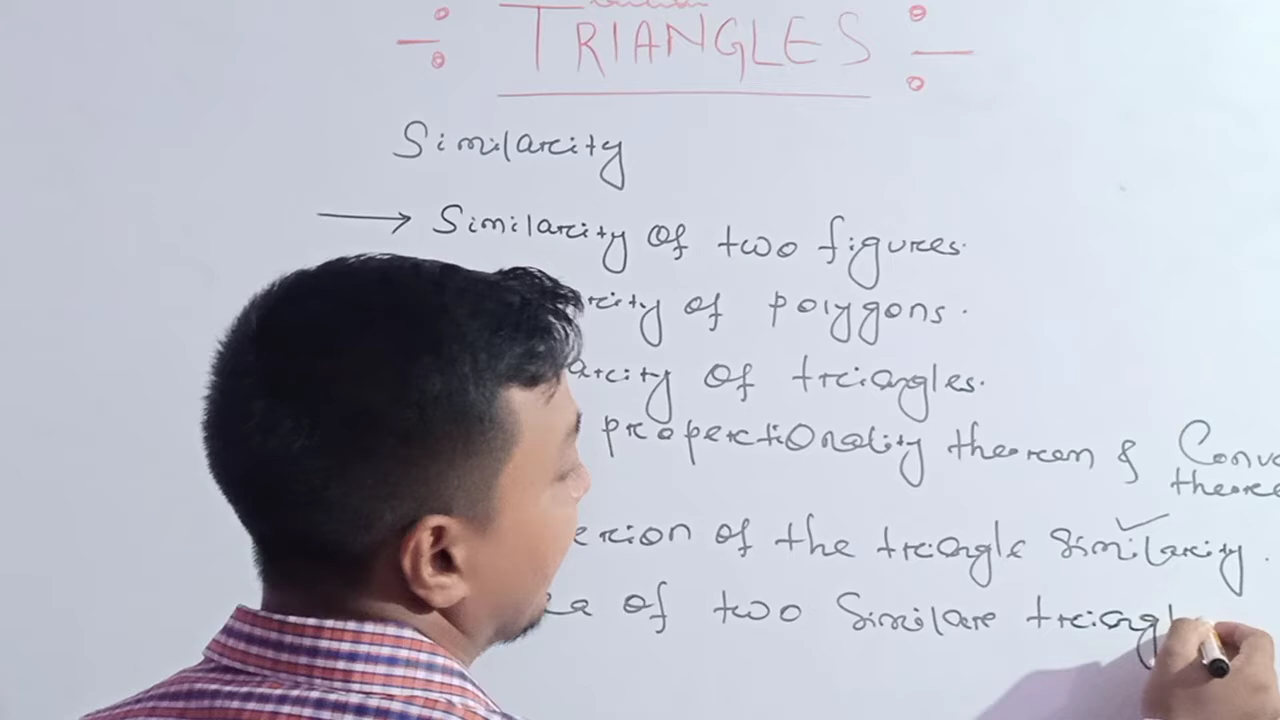 ÷ TRIANGLES ÷
Similarity
→ Similarity of two figures.
of polygons.
of triangles.
propertionality theorem & Conve
theore
of the triangle similarity.
of two Similare triangl